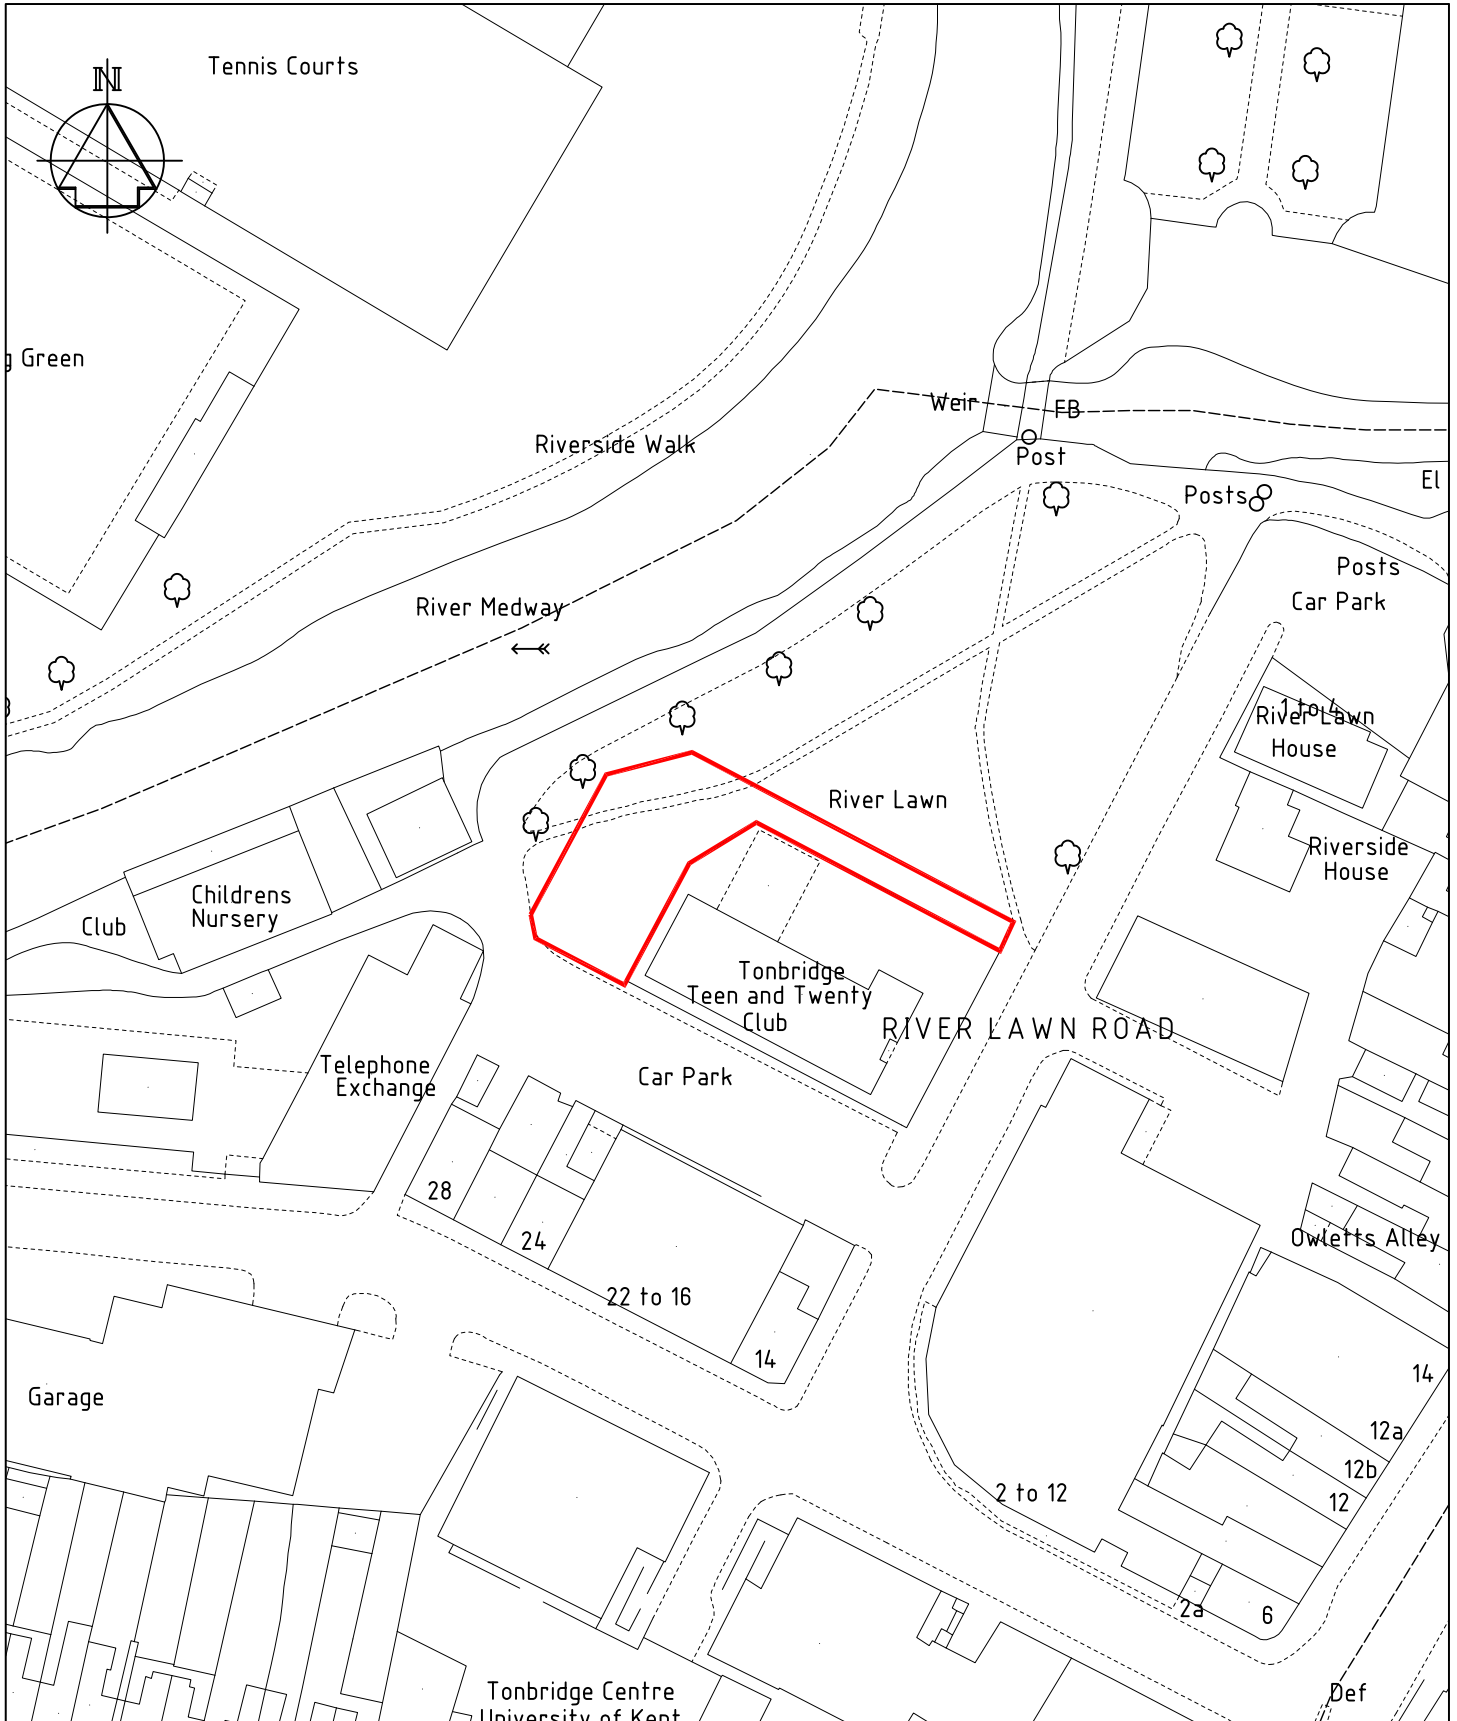 N
Tennis Courts
g Green
Weir
FB
Riverside Walk
Post
Posts
El
Posts
Car Park
River Medway
1 to 4
River Lawn
House
River Lawn
Riverside
House
Childrens
Nursery
Club
Tonbridge
Teen and Twenty
Club
RIVER LAWN ROAD
Telephone
Exchange
Car Park
28
24
22 to 16
14
Owletts Alley
Garage
14
12a
12b
12
2 to 12
2a
6
Tonbridge Centre
University of Kent
Def